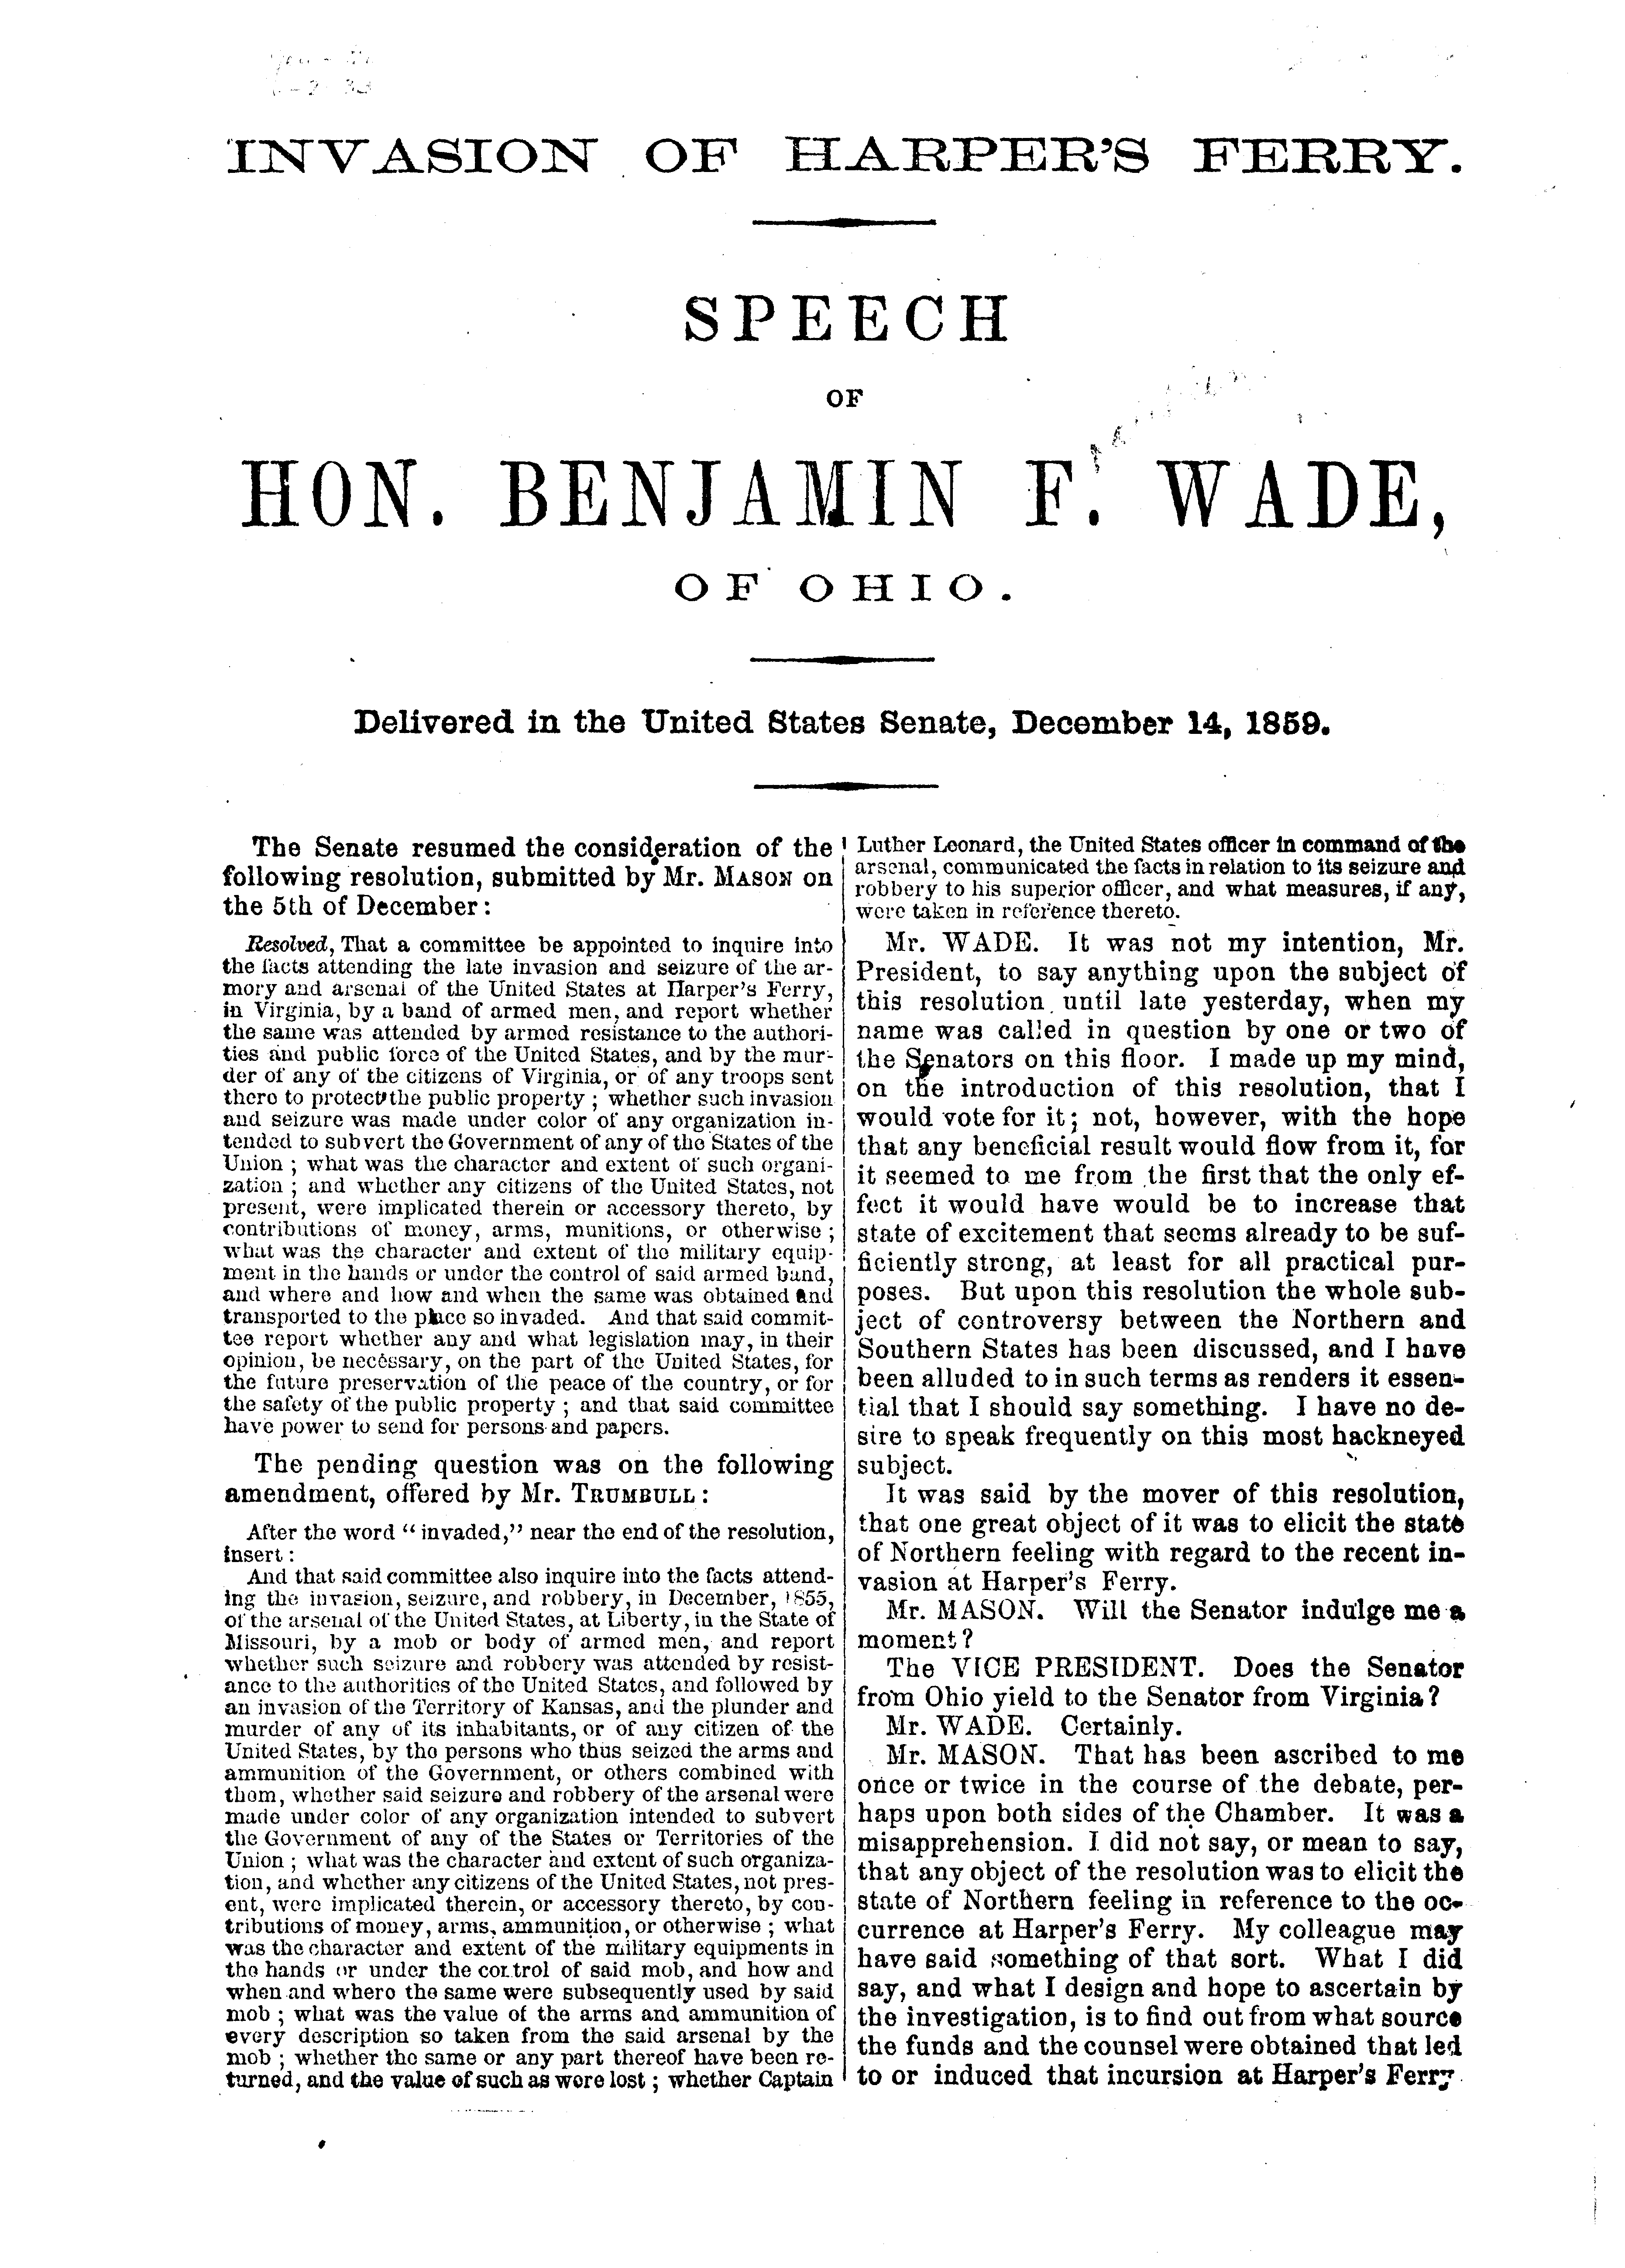 INVASION OF HARPER'S FERRY.
SPEECH
OF
HON. BENJAMIN F. WADE,
OF OHIO.
Delivered in the United States Senate, December 14, 1859.
The Senate resumed the consideration of the
following resolution, submitted by Mr. MASON on
the 5th of December:
Resolved, That a committee be appointed to inquire into
the facts attending the late invasion and seizure of the ar-
mory and arsenal of the United States at Harper's Ferry,
in Virginia, by a band of armed men, and report whether
the same was attended by armed resistance to the authori-
ties and public force of the United States, and by the mur-
der of any of the citizens of Virginia, or of any troops sent
there to protect the public property; whether such invasion
and seizure was made under color of any organization in-
tended to subvert the Government of any of the States of the
Union; what was the character and extent of such organi-
zation; and whether any citizens of the United States, not
present, were implicated therein or accessory thereto, by
contributions of money, arms, munitions, or otherwise;
what was the character and extent of the military equip-
ment in the hands or under the control of said armed band,
and where and how and when the same was obtained and
transported to the place so invaded. And that said commit-
tee report whether any and what legislation may, in their
opinion, be necessary, on the part of the United States, for
the future preservation of the peace of the country, or for
the safety of the public property; and that said committee
have power to send for persons and papers.
The pending question was on the following
amendment, offered by Mr. TRUMBULL:
After the word "invaded," near the end of the resolution,
insert:
And that said committee also inquire into the facts attend-
ing the invasion, seizure, and robbery, in December, 1855,
of the arsenal of the United States, at Liberty, in the State of
Missouri, by a mob or body of armed men, and report
whether such seizure and robbery was attended by resist-
ance to the authorities of the United States, and followed by
an invasion of the Territory of Kansas, and the plunder and
murder of any of its inhabitants, or of any citizen of the
United States, by the persons who thus seized the arms and
ammunition of the Government, or others combined with
them, whether said seizure and robbery of the arsenal were
made under color of any organization intended to subvert
the Government of any of the States or Territories of the
Union; what was the character and extent of such organiza-
tion, and whether any citizens of the United States, not pres-
ent, were implicated therein, or accessory thereto, by con-
tributions of money, arms, ammunition, or otherwise; what
was the character and extent of the military equipments in
the hands or under the control of said mob, and how and
when and where the same were subsequently used by said
mob; what was the value of the arms and ammunition of
every description so taken from the said arsenal by the
mob; whether the same or any part thereof have been re-
turned, and the value of such as were lost; whether Captain
Luther Leonard, the United States officer in command of the
arsenal, communicated the facts in relation to its seizure and
robbery to his superior officer, and what measures, if any,
were taken in reference thereto.
Mr. WADE. It was not my intention, Mr.
President, to say anything upon the subject of
this resolution until late yesterday, when my
name was called in question by one or two of
the Senators on this floor. I made up my mind,
on the introduction of this resolution, that I
would vote for it; not, however, with the hope
that any beneficial result would flow from it, for
it seemed to me from the first that the only ef-
fect it would have would be to increase that
state of excitement that seems already to be suf-
ficiently strong, at least for all practical pur-
poses. But upon this resolution the whole sub-
ject of controversy between the Northern and
Southern States has been discussed, and I have
been alluded to in such terms as renders it essen-
tial that I should say something. I have no de-
sire to speak frequently on this most hackneyed
subject.
It was said by the mover of this resolution,
that one great object of it was to elicit the state
of Northern feeling with regard to the recent in-
vasion at Harper's Ferry.
Mr. MASON. Will the Senator indulge me a
moment?
The VICE PRESIDENT. Does the Senator
from Ohio yield to the Senator from Virginia?
Mr. WADE. Certainly.
Mr. MASON. That has been ascribed to me
once or twice in the course of the debate, per-
haps upon both sides of the Chamber. It was a
misapprehension. I did not say, or mean to say,
that any object of the resolution was to elicit the
state of Northern feeling in reference to the oc-
currence at Harper's Ferry. My colleague may
have said something of that sort. What I did
say, and what I design and hope to ascertain by
the investigation, is to find out from what source
the funds and the counsel were obtained that led
to or induced that incursion at Harper's Ferry